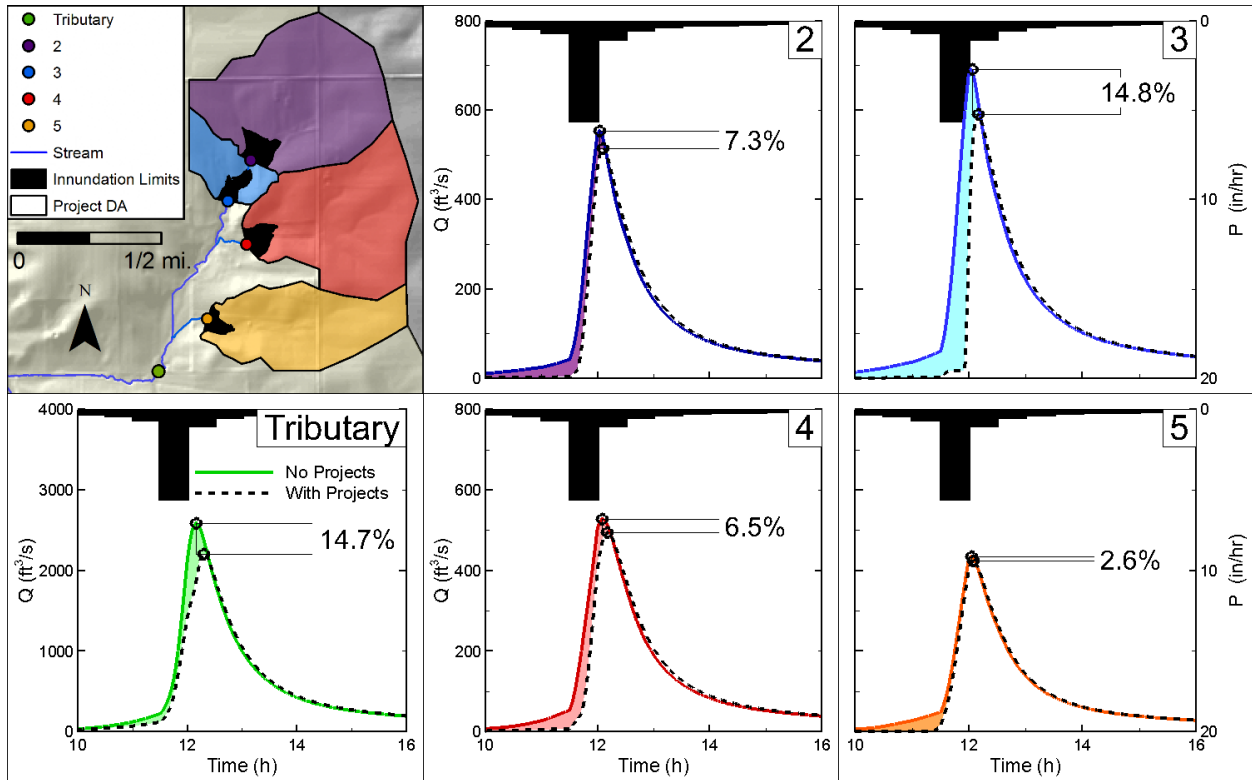 Tributary
2
3
4
5
Stream
Innundation Limits
Project DA
0 1/2 mi.
N
2
800
600
400
200
0
Q (ft³/s)
7.3%
3
0
10
20
P (in/hr)
14.8%
Tributary
No Projects
With Projects
14.7%
4000
3000
2000
1000
0
Q (ft³/s)
10 12 14 16
Time (h)
4
800
600
400
200
0
Q (ft³/s)
6.5%
10 12 14 16
Time (h)
5
0
10
20
P (in/hr)
2.6%
10 12 14 16
Time (h)